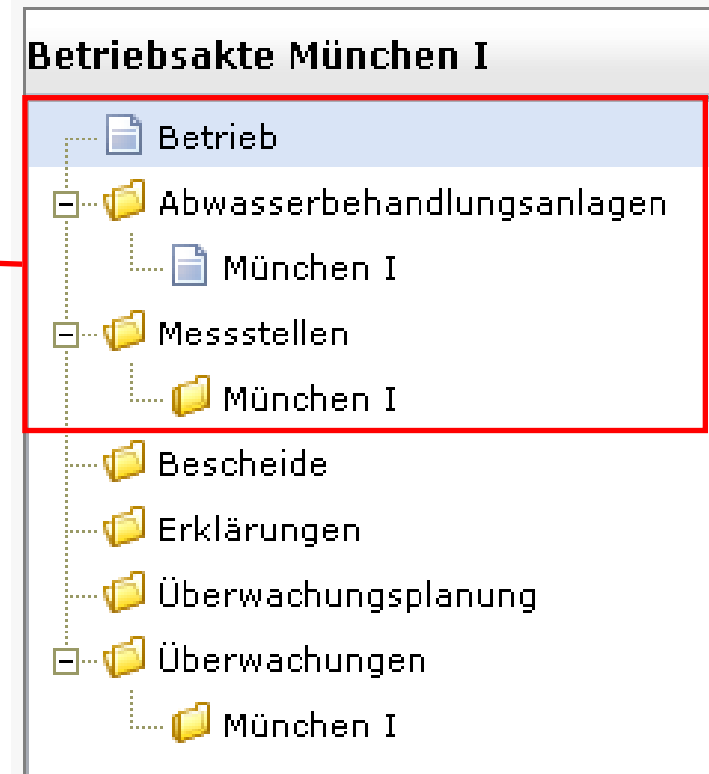 Betriebsakte München I
Betrieb
Abwasserbehandlungsanlagen
München I
Messstellen
München I
Bescheide
Erklärungen
Überwachungsplanung
Überwachungen
München I